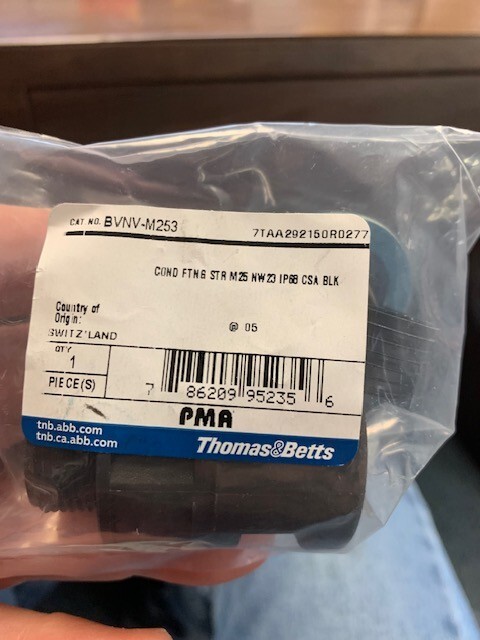 CAT NO. BVNV-M253 7TAA292150R0277
COND FTNG STR M25 NW23 IP68 CSA BLK
Country of
Origin:
SWITZ'LAND
@ 05
QTY
1
PIECE(S)
7 86209 95235 6
PMA
tnb.abb.com
tnb.ca.abb.com
Thomas&Betts